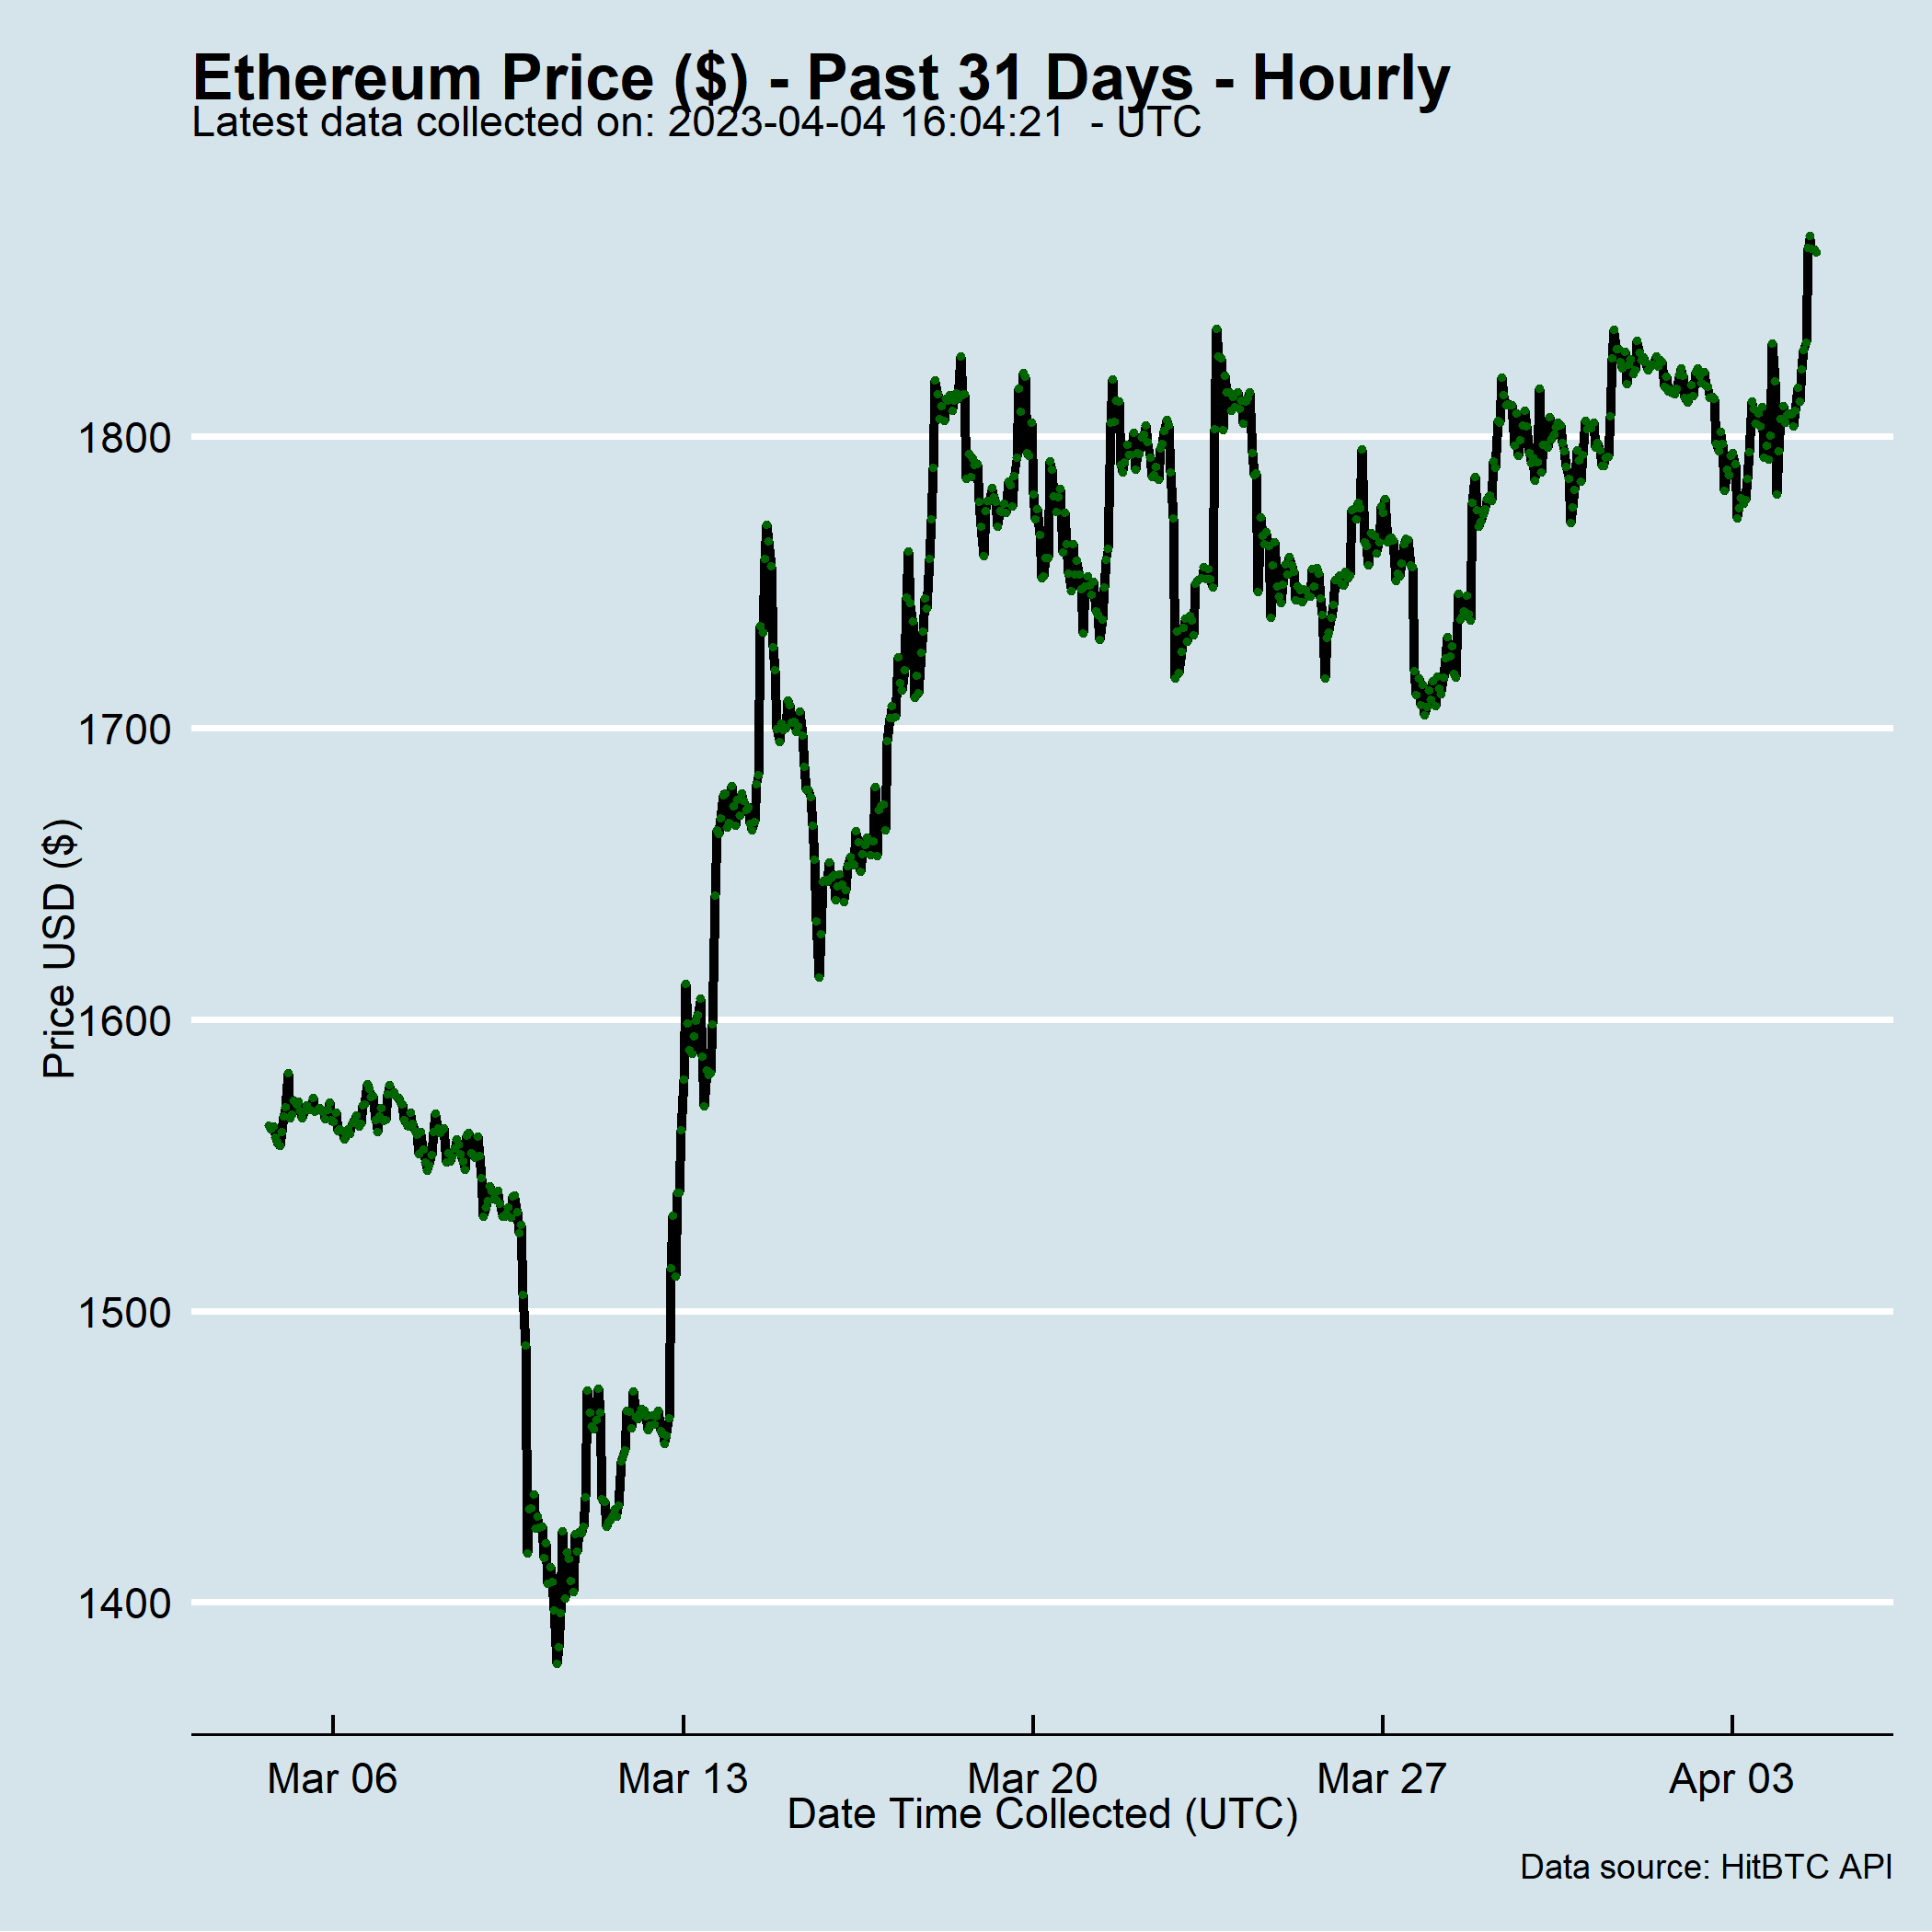 Ethereum Price ($) - Past 31 Days - Hourly
Latest data collected on: 2023-04-04 16:04:21  - UTC
Price USD ($)
1800
1700
1600
1500
1400
Mar 06
Mar 13
Mar 20
Mar 27
Apr 03
Date Time Collected (UTC)
Data source: HitBTC API